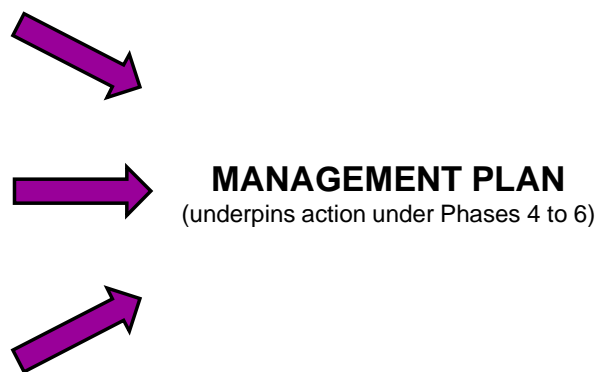 MANAGEMENT PLAN
(underpins action under Phases 4 to 6)